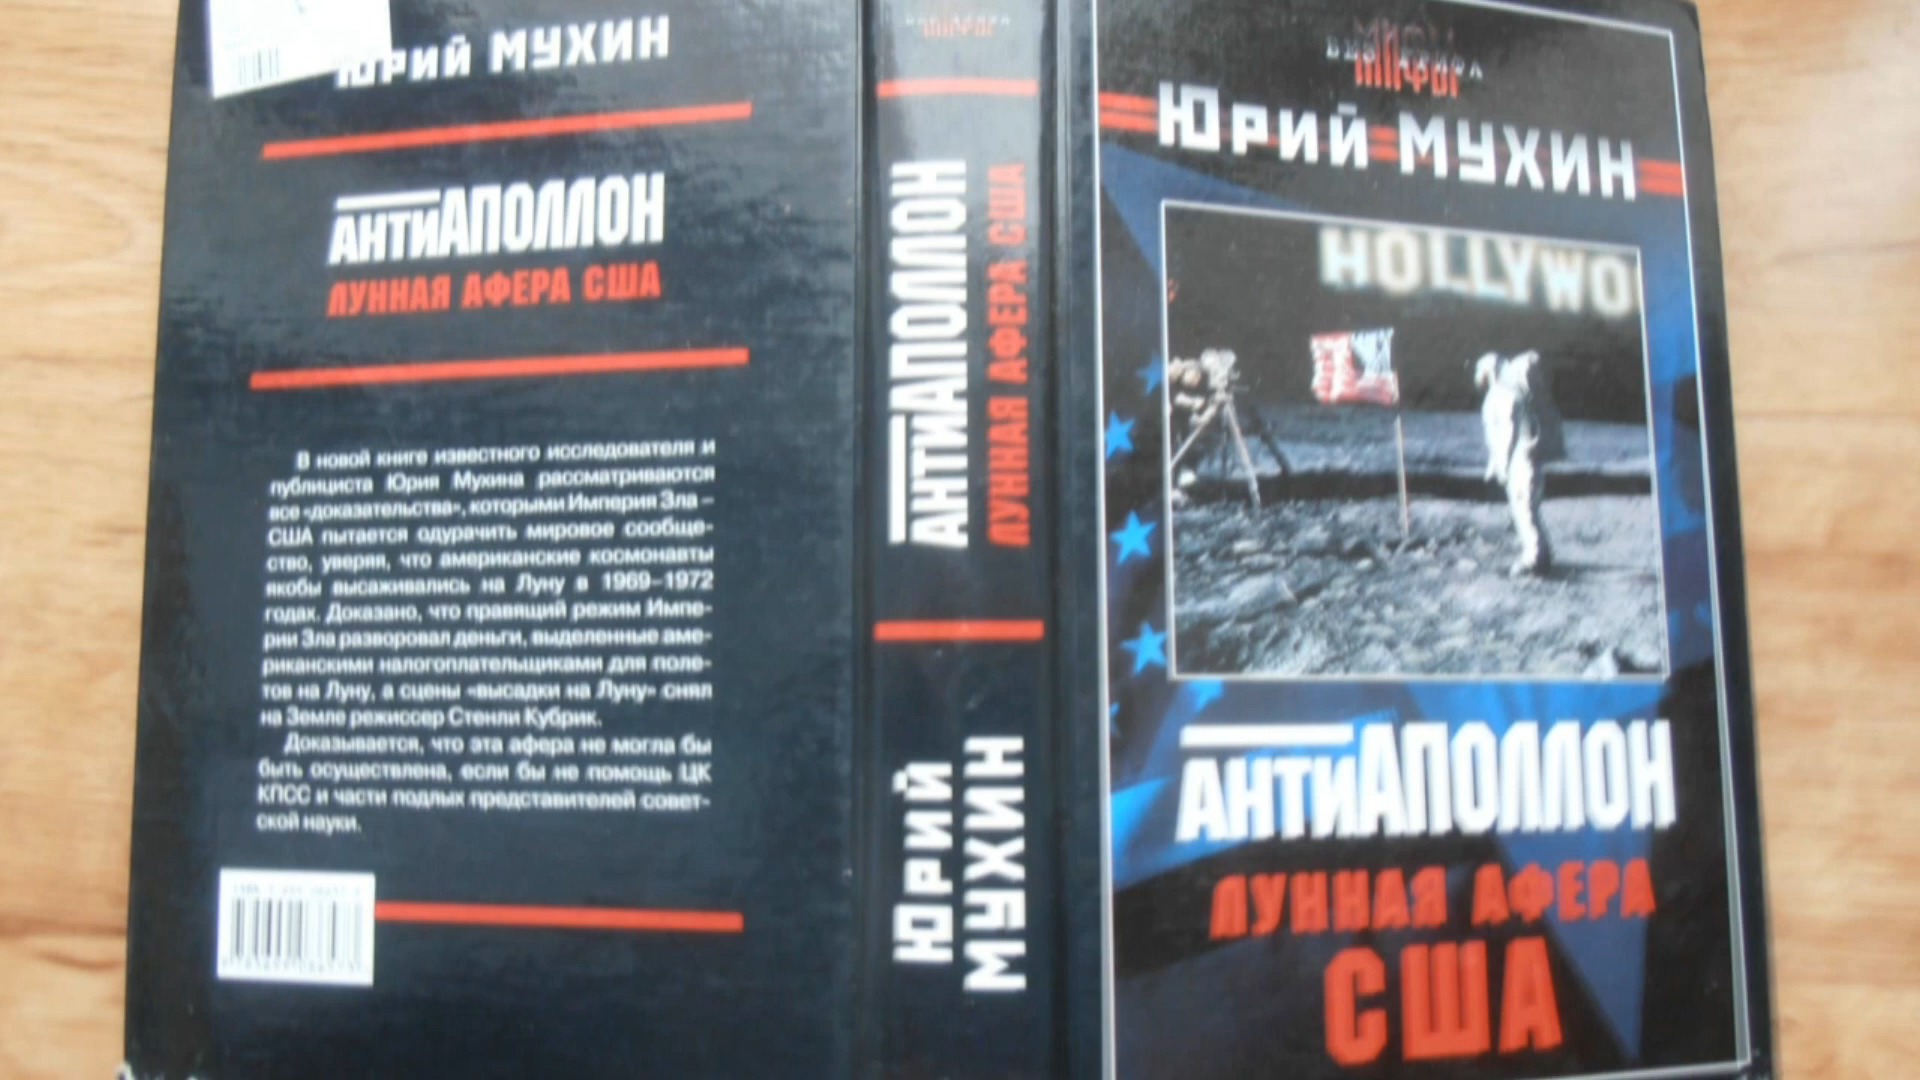 Юрий МУХИН
АНТИАПОЛЛОН
ЛУННАЯ АФЕРА США
В новой книге известного исследователя и
публициста Юрия Мухина рассматриваются
все «доказательства», которыми Империя Зла –
США пытается одурачить мировое сообще-
ство, уверяя, что американские космонавты
якобы высаживались на Луну в 1969–1972
годах. Доказано, что правящий режим Импе-
рии Зла разворовал деньги, выделенные аме-
риканскими налогоплательщиками для поле-
тов на Луну, а сцены «высадки на Луну» снял
на Земле режиссер Стенли Кубрик.
Доказывается, что эта афера не могла бы
быть осуществлена, если бы не помощь ЦК
КПСС и части подлых представителей совет-
ской науки.
АНТИАПОЛЛОН
ЛУННАЯ АФЕРА США
Юрий
МУХИН
МИФЫ
Юрий МУХИН
HOLLYWO
АНТИАПОЛЛОН
ЛУННАЯ АФЕРА
США